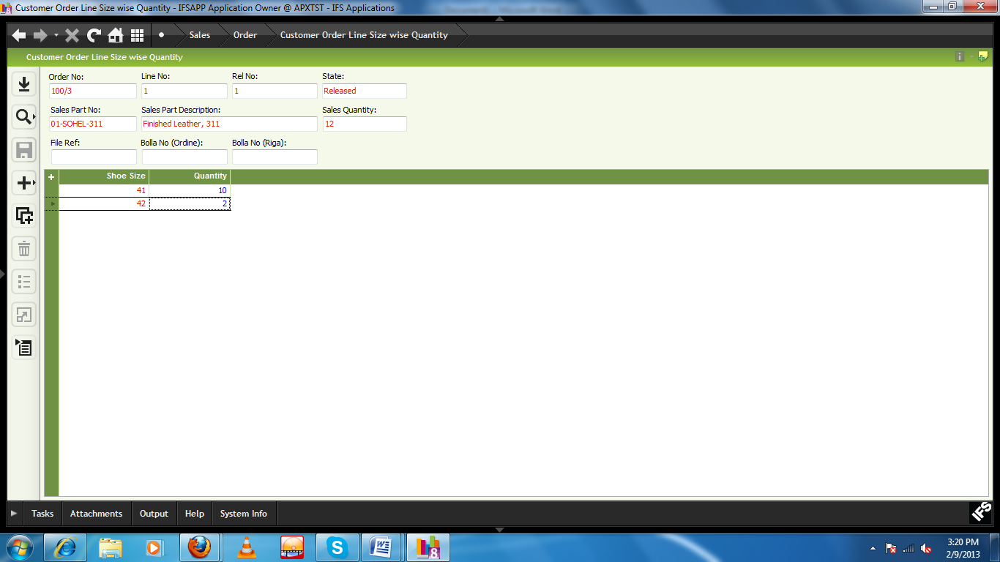 Customer Order Line Size wise Quantity - IFSAPP Application Owner @ APXTST - IFS Applications
Sales Order Customer Order Line Size wise Quantity
Customer Order Line Size wise Quantity
Order No: Line No: Rel No: State:
100/3 1 1 Released
Sales Part No: Sales Part Description: Sales Quantity:
01-SOHEL-311 Finished Leather, 311 12
File Ref: Bolla No (Ordine): Bolla No (Riga):
Shoe Size Quantity
41 10
42 2
Tasks Attachments Output Help System Info
IFS
3:20 PM
2/9/2013